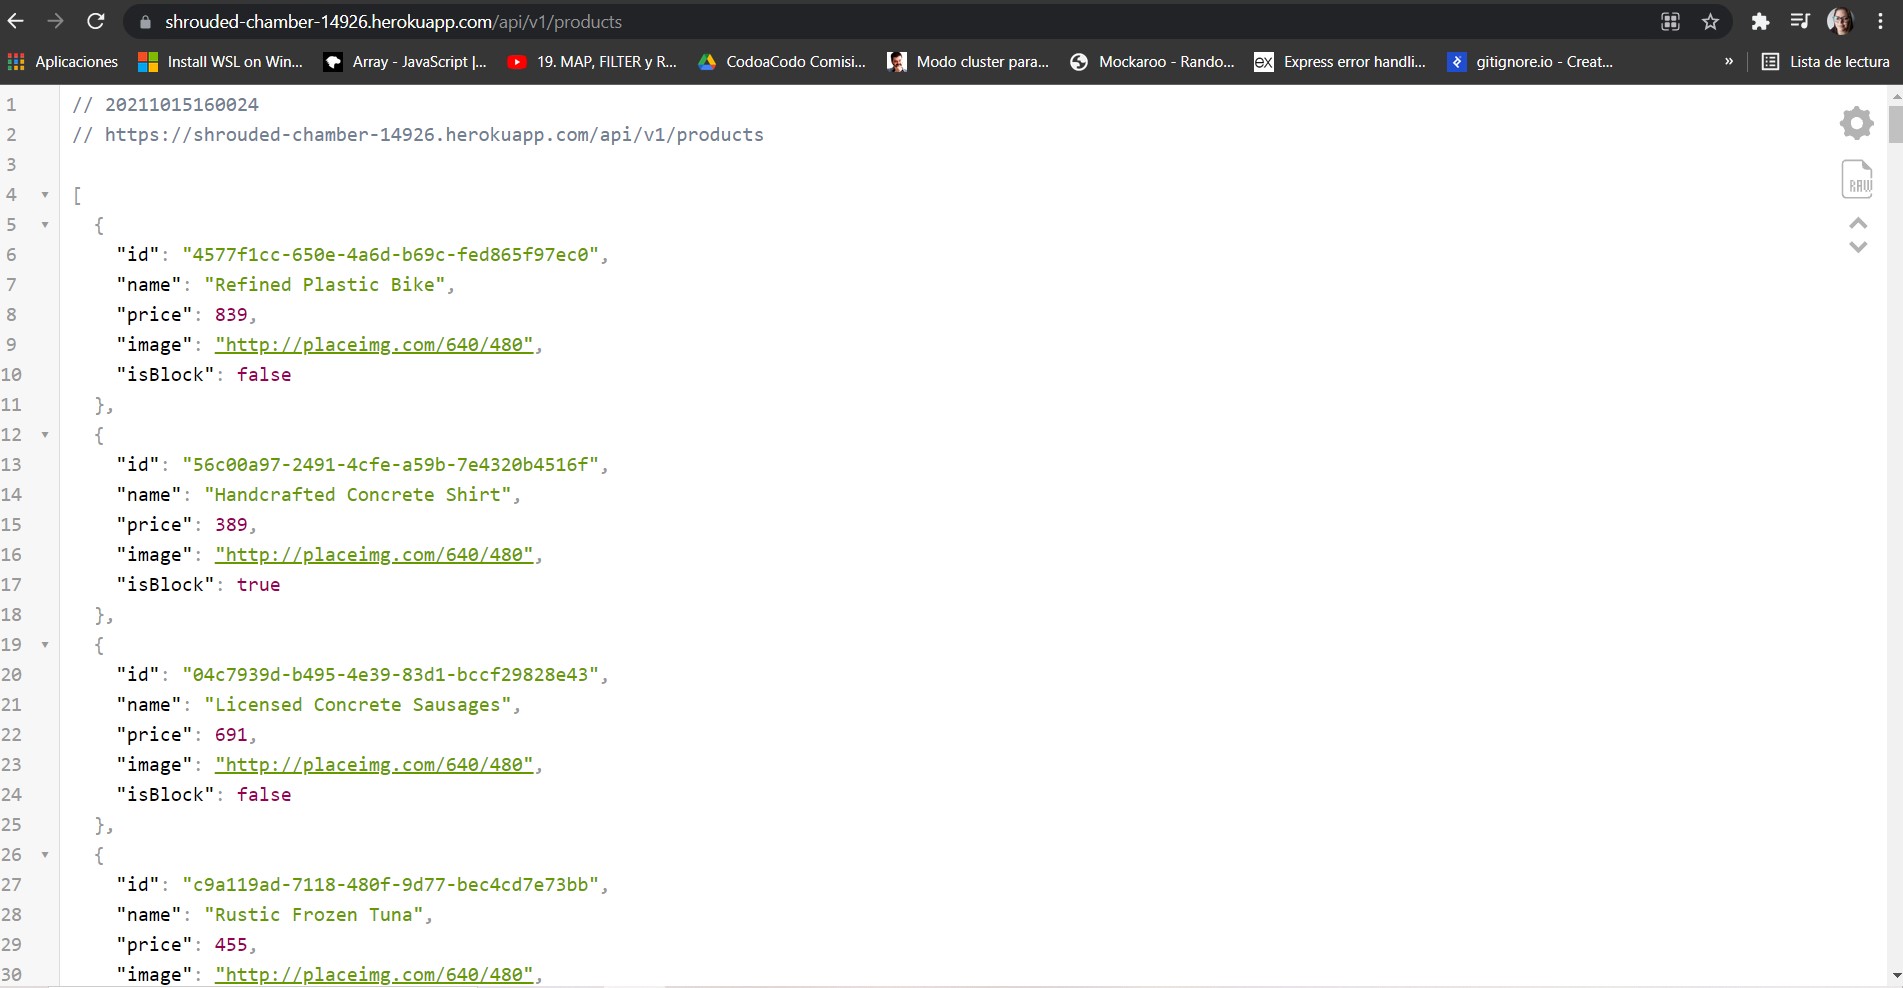 shrouded-chamber-14926.herokuapp.com/api/v1/products
Aplicaciones Install WSL on Win... Array - JavaScript |... 19. MAP, FILTER y R... CodoaCodo Comisi... Modo cluster para... Mockaroo - Rando... ex Express error handli... gitignore.io - Creat... » Lista de lectura
1 // 20211015160024
2 // https://shrouded-chamber-14926.herokuapp.com/api/v1/products
3
4 [
5 {
6 "id": "4577f1cc-650e-4a6d-b69c-fed865f97ec0",
7 "name": "Refined Plastic Bike",
8 "price": 839,
9 "image": "http://placeimg.com/640/480",
10 "isBlock": false
11 },
12 {
13 "id": "56c00a97-2491-4cfe-a59b-7e4320b4516f",
14 "name": "Handcrafted Concrete Shirt",
15 "price": 389,
16 "image": "http://placeimg.com/640/480",
17 "isBlock": true
18 },
19 {
20 "id": "04c7939d-b495-4e39-83d1-bccf29828e43",
21 "name": "Licensed Concrete Sausages",
22 "price": 691,
23 "image": "http://placeimg.com/640/480",
24 "isBlock": false
25 },
26 {
27 "id": "c9a119ad-7118-480f-9d77-bec4cd7e73bb",
28 "name": "Rustic Frozen Tuna",
29 "price": 455,
30 "image": "http://placeimg.com/640/480",
RAW